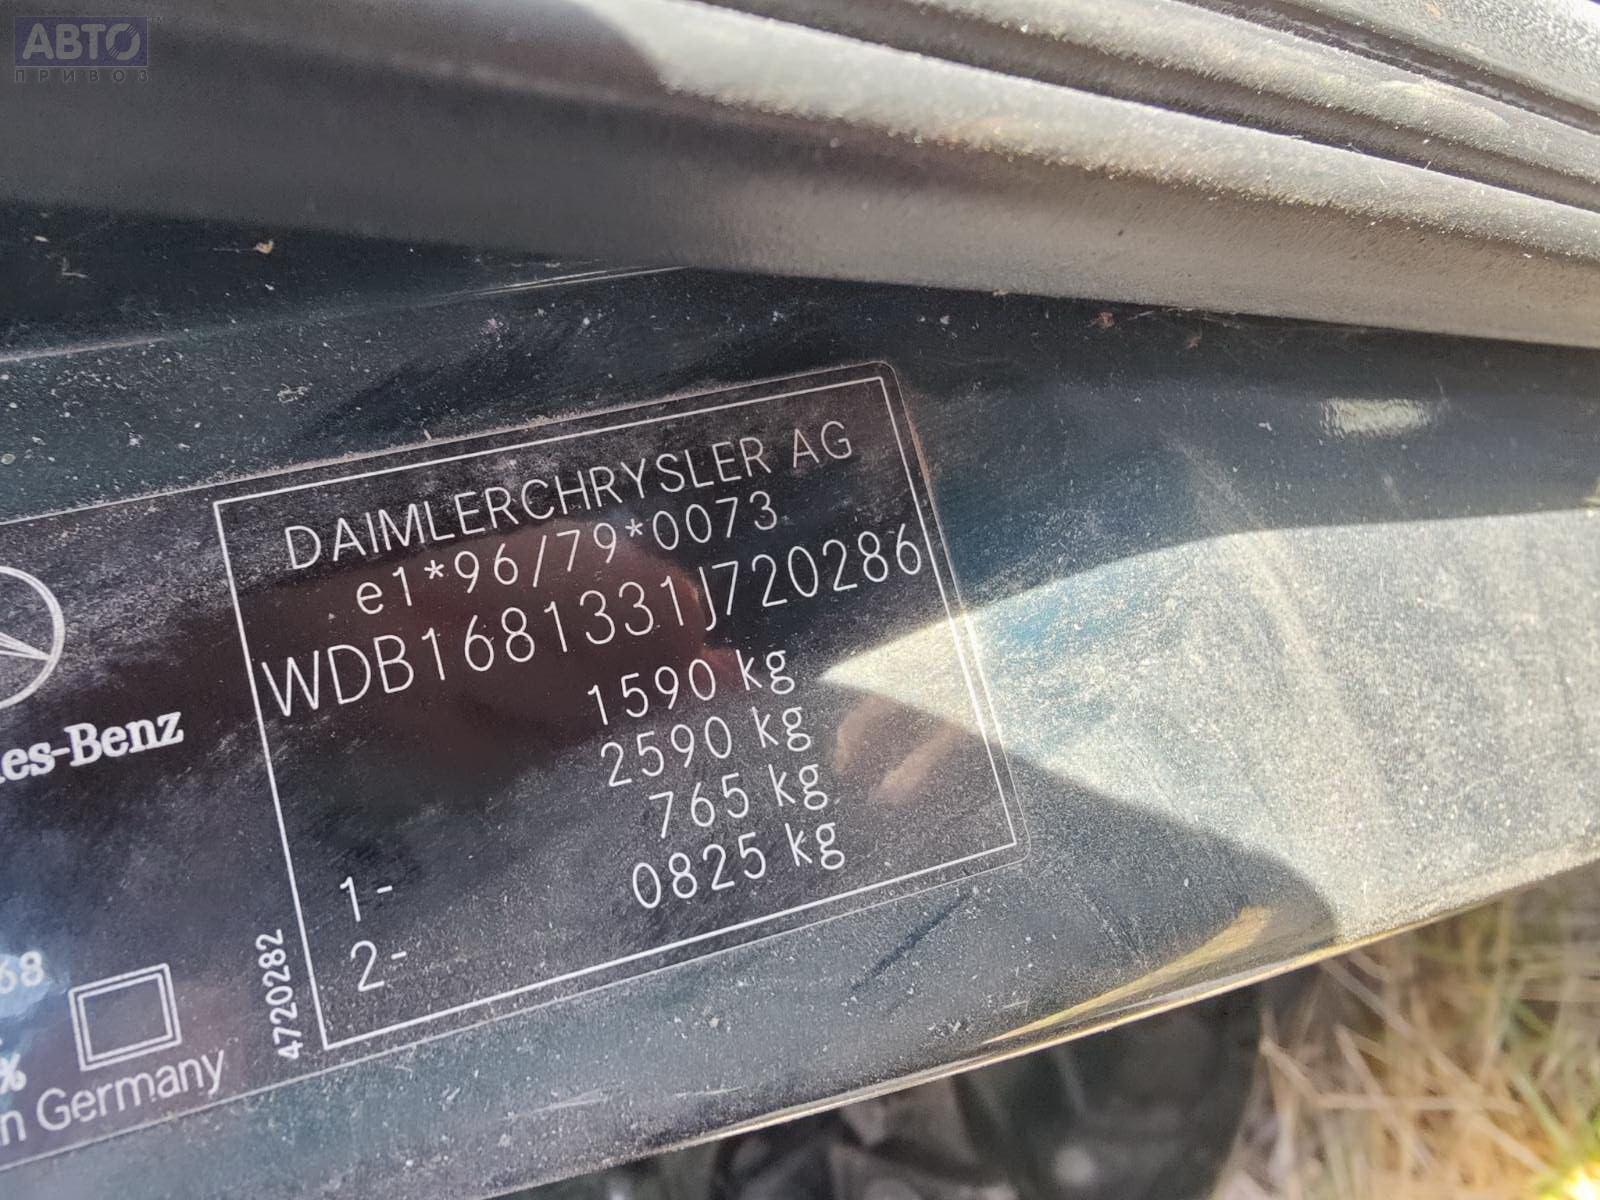 АВТО
ПРИВОЗ
DAIMLERCHRYSLER AG
e1*96/79*0073
WDB1681331J720286
1590 kg
2590 kg
1- 765 kg
2- 0825 kg
es-Benz
68
%
n Germany
4720282